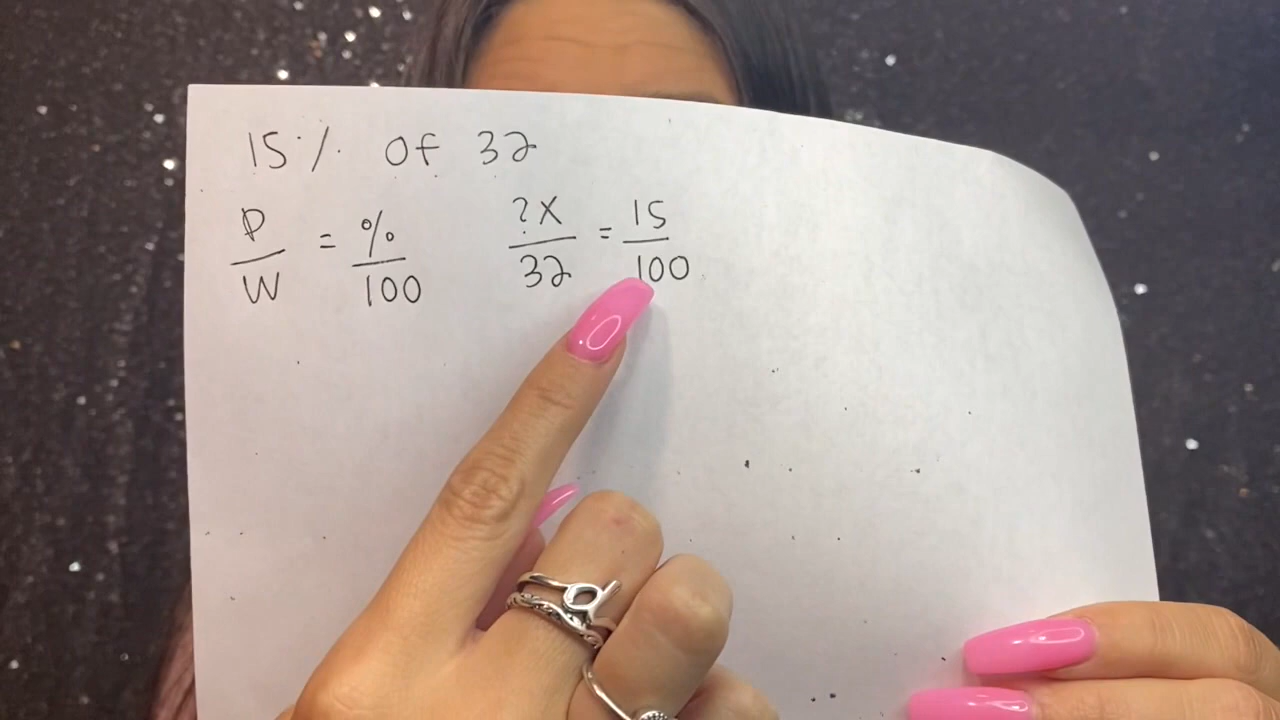 15% of 32
P/W = %/100
?X/32 = 15/100